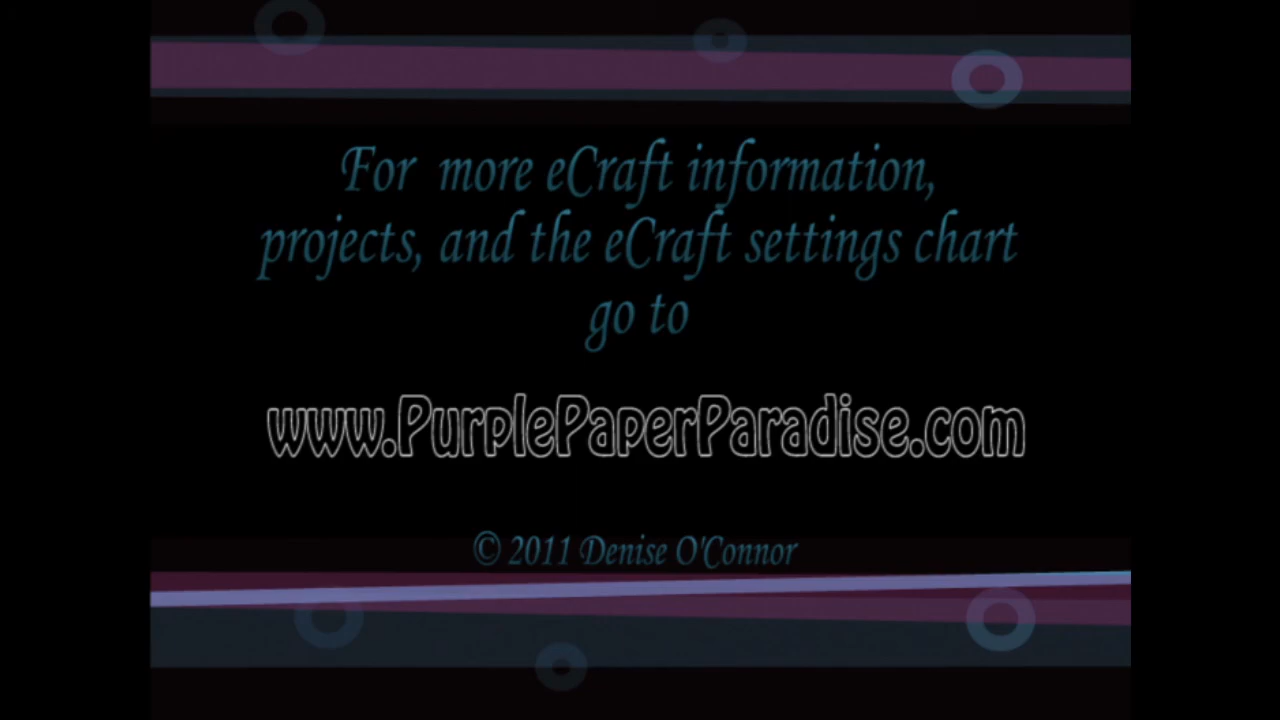 For more eCraft information,
projects, and the eCraft settings chart
go to
www.PurplePaperParadise.com
© 2011 Denise O'Connor